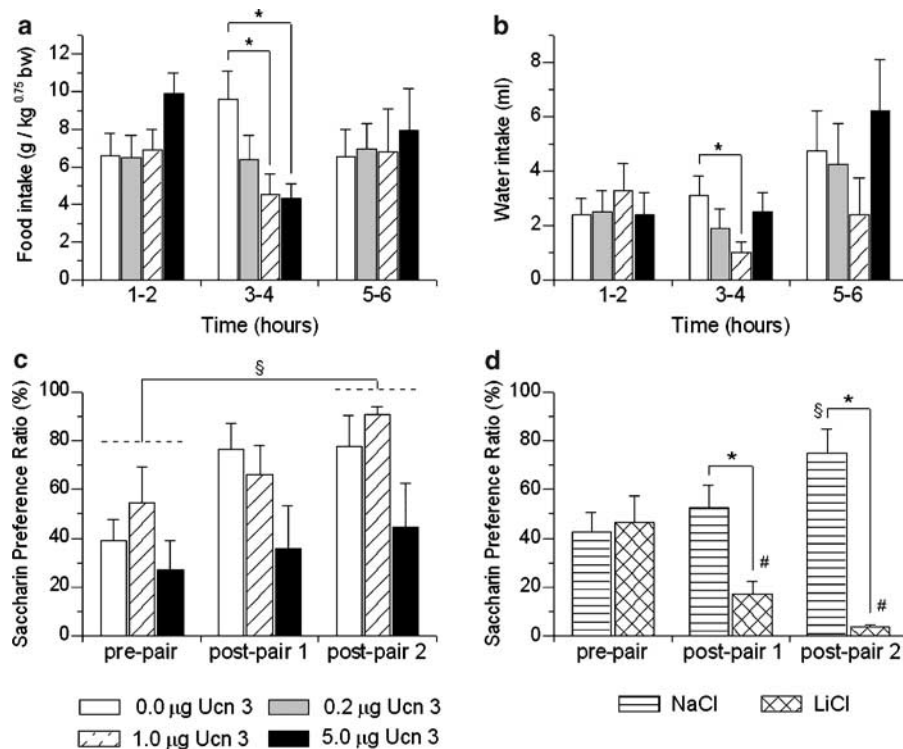 a
Food intake (g / kg 0.75 bw)
12
10
8
6
4
2
0
* 
*
1-2 3-4 5-6
Time (hours)
b
Water intake (ml)
8
6
4
2
0
*
1-2 3-4 5-6
Time (hours)
c
Saccharin Preference Ratio (%)
100
80
60
40
20
0
§
pre-pair post-pair 1 post-pair 2
0.0 µg Ucn 3 0.2 µg Ucn 3
1.0 µg Ucn 3 5.0 µg Ucn 3
d
Saccharin Preference Ratio (%)
100
80
60
40
20
0
§ *
*
#
#
pre-pair post-pair 1 post-pair 2
NaCl LiCl